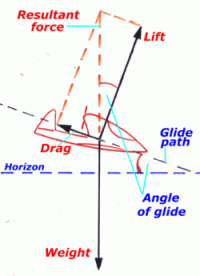 Resultant
force
Lift
Glide
path
Drag
Horizon
Angle
of glide
Weight